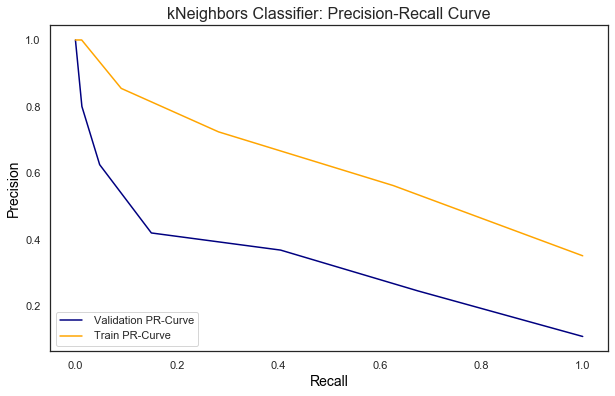 kNeighbors Classifier: Precision-Recall Curve
1.0
0.8
0.6
0.4
0.2
Precision
Validation PR-Curve
Train PR-Curve
0.0 0.2 0.4 0.6 0.8 1.0
Recall